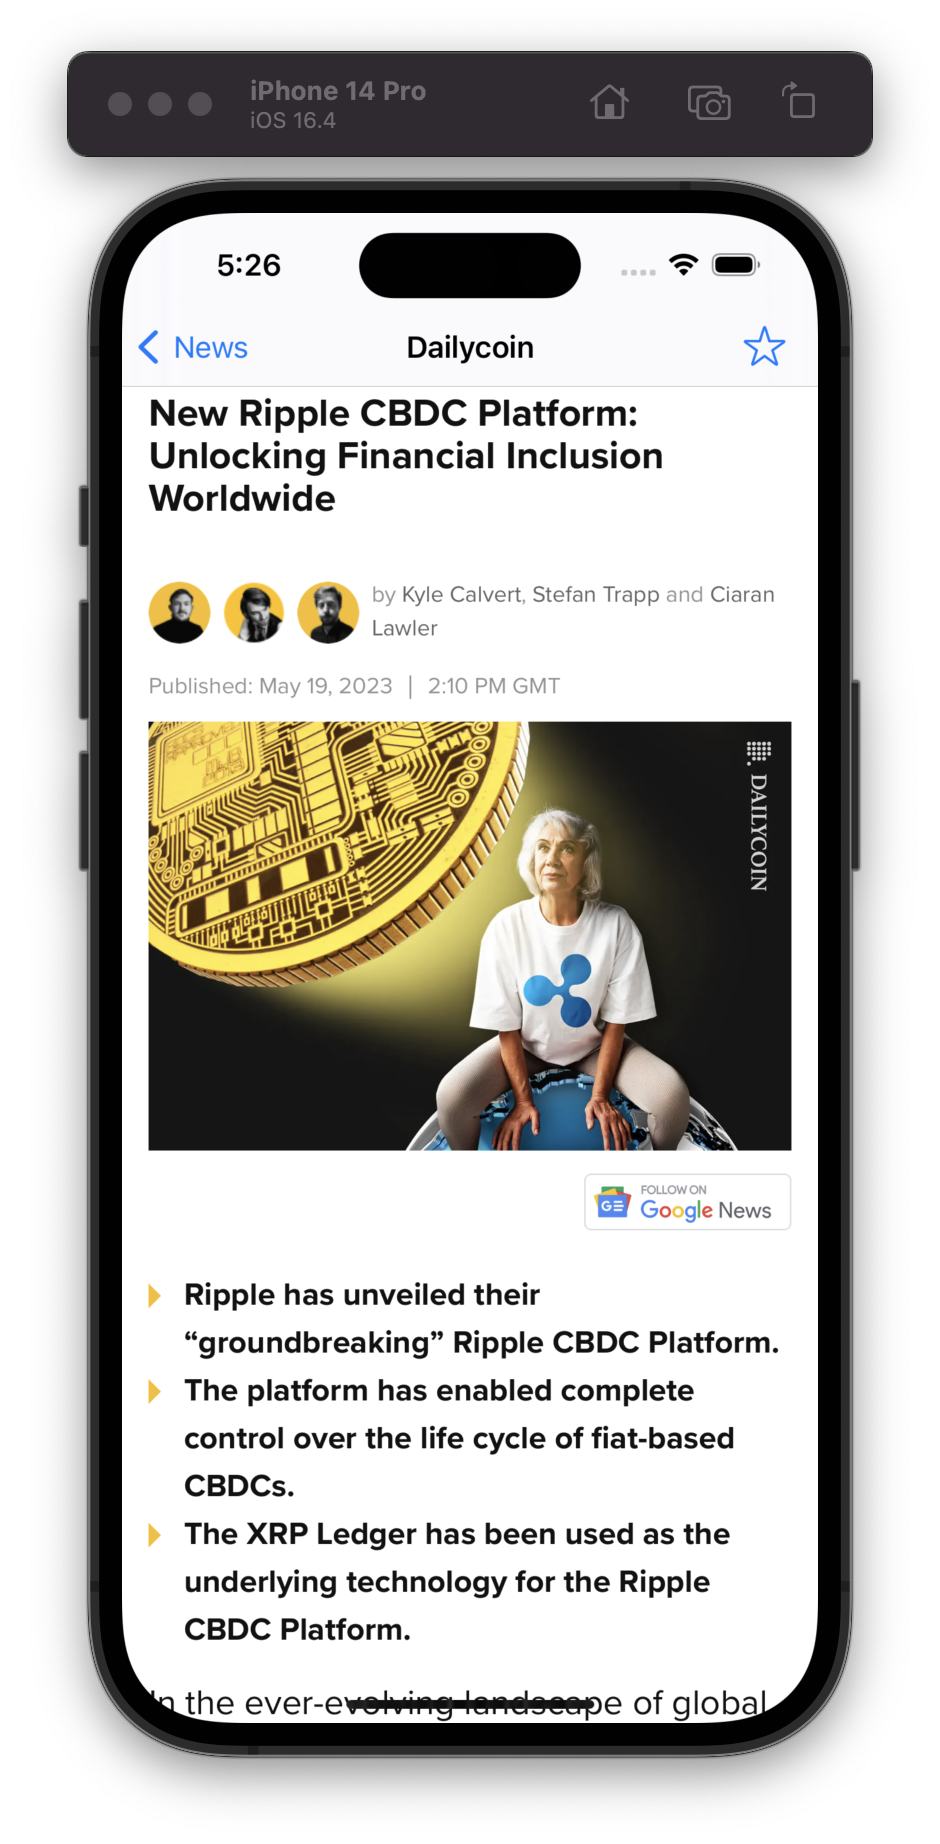 iPhone 14 Pro
iOS 16.4
5:26
News
Dailycoin
New Ripple CBDC Platform:
Unlocking Financial Inclusion
Worldwide
by Kyle Calvert, Stefan Trapp and Ciaran
Lawler
Published: May 19, 2023 | 2:10 PM GMT
DAILYCOIN
FOLLOW ON
GE Google News
Ripple has unveiled their
“groundbreaking” Ripple CBDC Platform.
The platform has enabled complete
control over the life cycle of fiat-based
CBDCs.
The XRP Ledger has been used as the
underlying technology for the Ripple
CBDC Platform.
In the ever-evolving landscape of global